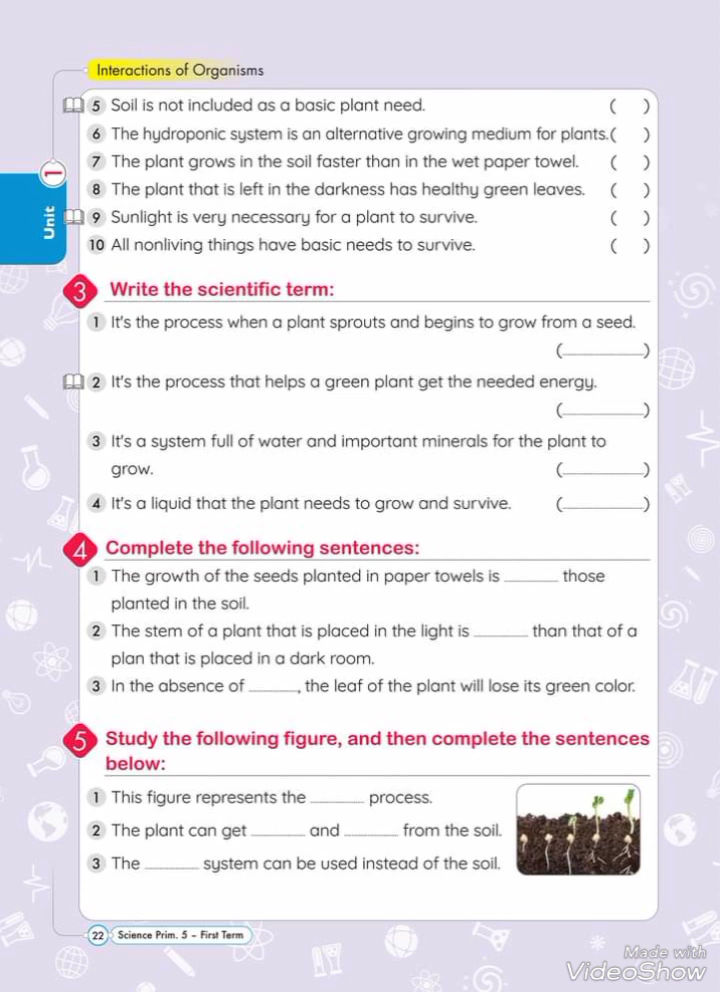 Interactions of Organisms
5 Soil is not included as a basic plant need. ( )
6 The hydroponic system is an alternative growing medium for plants.( )
7 The plant grows in the soil faster than in the wet paper towel. ( )
8 The plant that is left in the darkness has healthy green leaves. ( )
9 Sunlight is very necessary for a plant to survive. ( )
10 All nonliving things have basic needs to survive. ( )
Unit 1
3 Write the scientific term:
1 It's the process when a plant sprouts and begins to grow from a seed.
(__________)
2 It's the process that helps a green plant get the needed energy.
(__________)
3 It's a system full of water and important minerals for the plant to
grow. (__________)
4 It's a liquid that the plant needs to grow and survive. (__________)
4 Complete the following sentences:
1 The growth of the seeds planted in paper towels is ______ those
planted in the soil.
2 The stem of a plant that is placed in the light is ______ than that of a
plan that is placed in a dark room.
3 In the absence of ______, the leaf of the plant will lose its green color.
5 Study the following figure, and then complete the sentences
below:
1 This figure represents the ______ process.
2 The plant can get ______ and ______ from the soil.
3 The ______ system can be used instead of the soil.
22 Science Prim. 5 - First Term
Made with
VideoShow